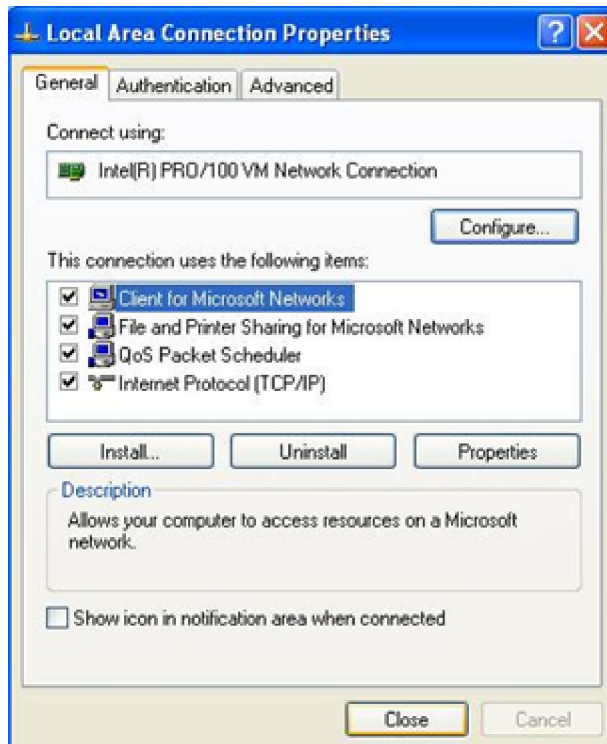 Local Area Connection Properties
General Authentication Advanced
Connect using:
Intel(R) PRO/100 VM Network Connection
Configure...
This connection uses the following items:
Client for Microsoft Networks
File and Printer Sharing for Microsoft Networks
QoS Packet Scheduler
Internet Protocol (TCP/IP)
Install... Uninstall Properties
Description
Allows your computer to access resources on a Microsoft
network.
Show icon in notification area when connected
Close Cancel